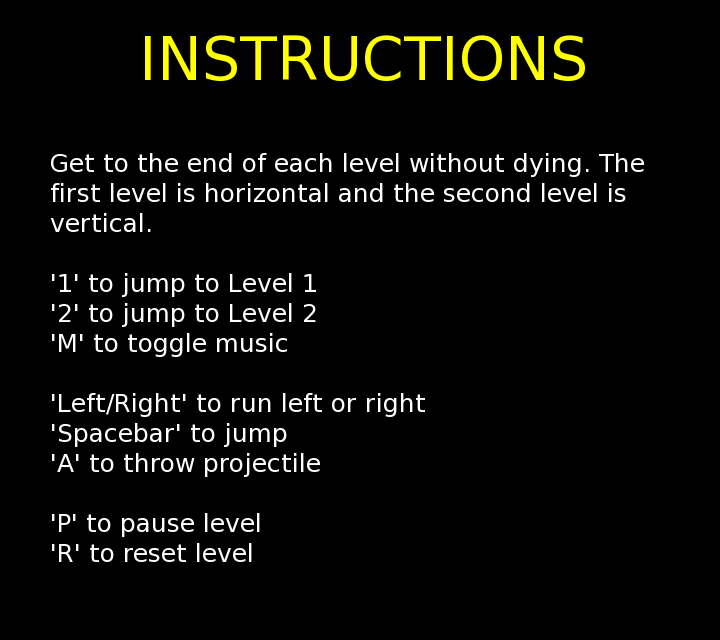 INSTRUCTIONS
Get to the end of each level without dying. The
first level is horizontal and the second level is
vertical.
'1' to jump to Level 1
'2' to jump to Level 2
'M' to toggle music
'Left/Right' to run left or right
'Spacebar' to jump
'A' to throw projectile
'P' to pause level
'R' to reset level